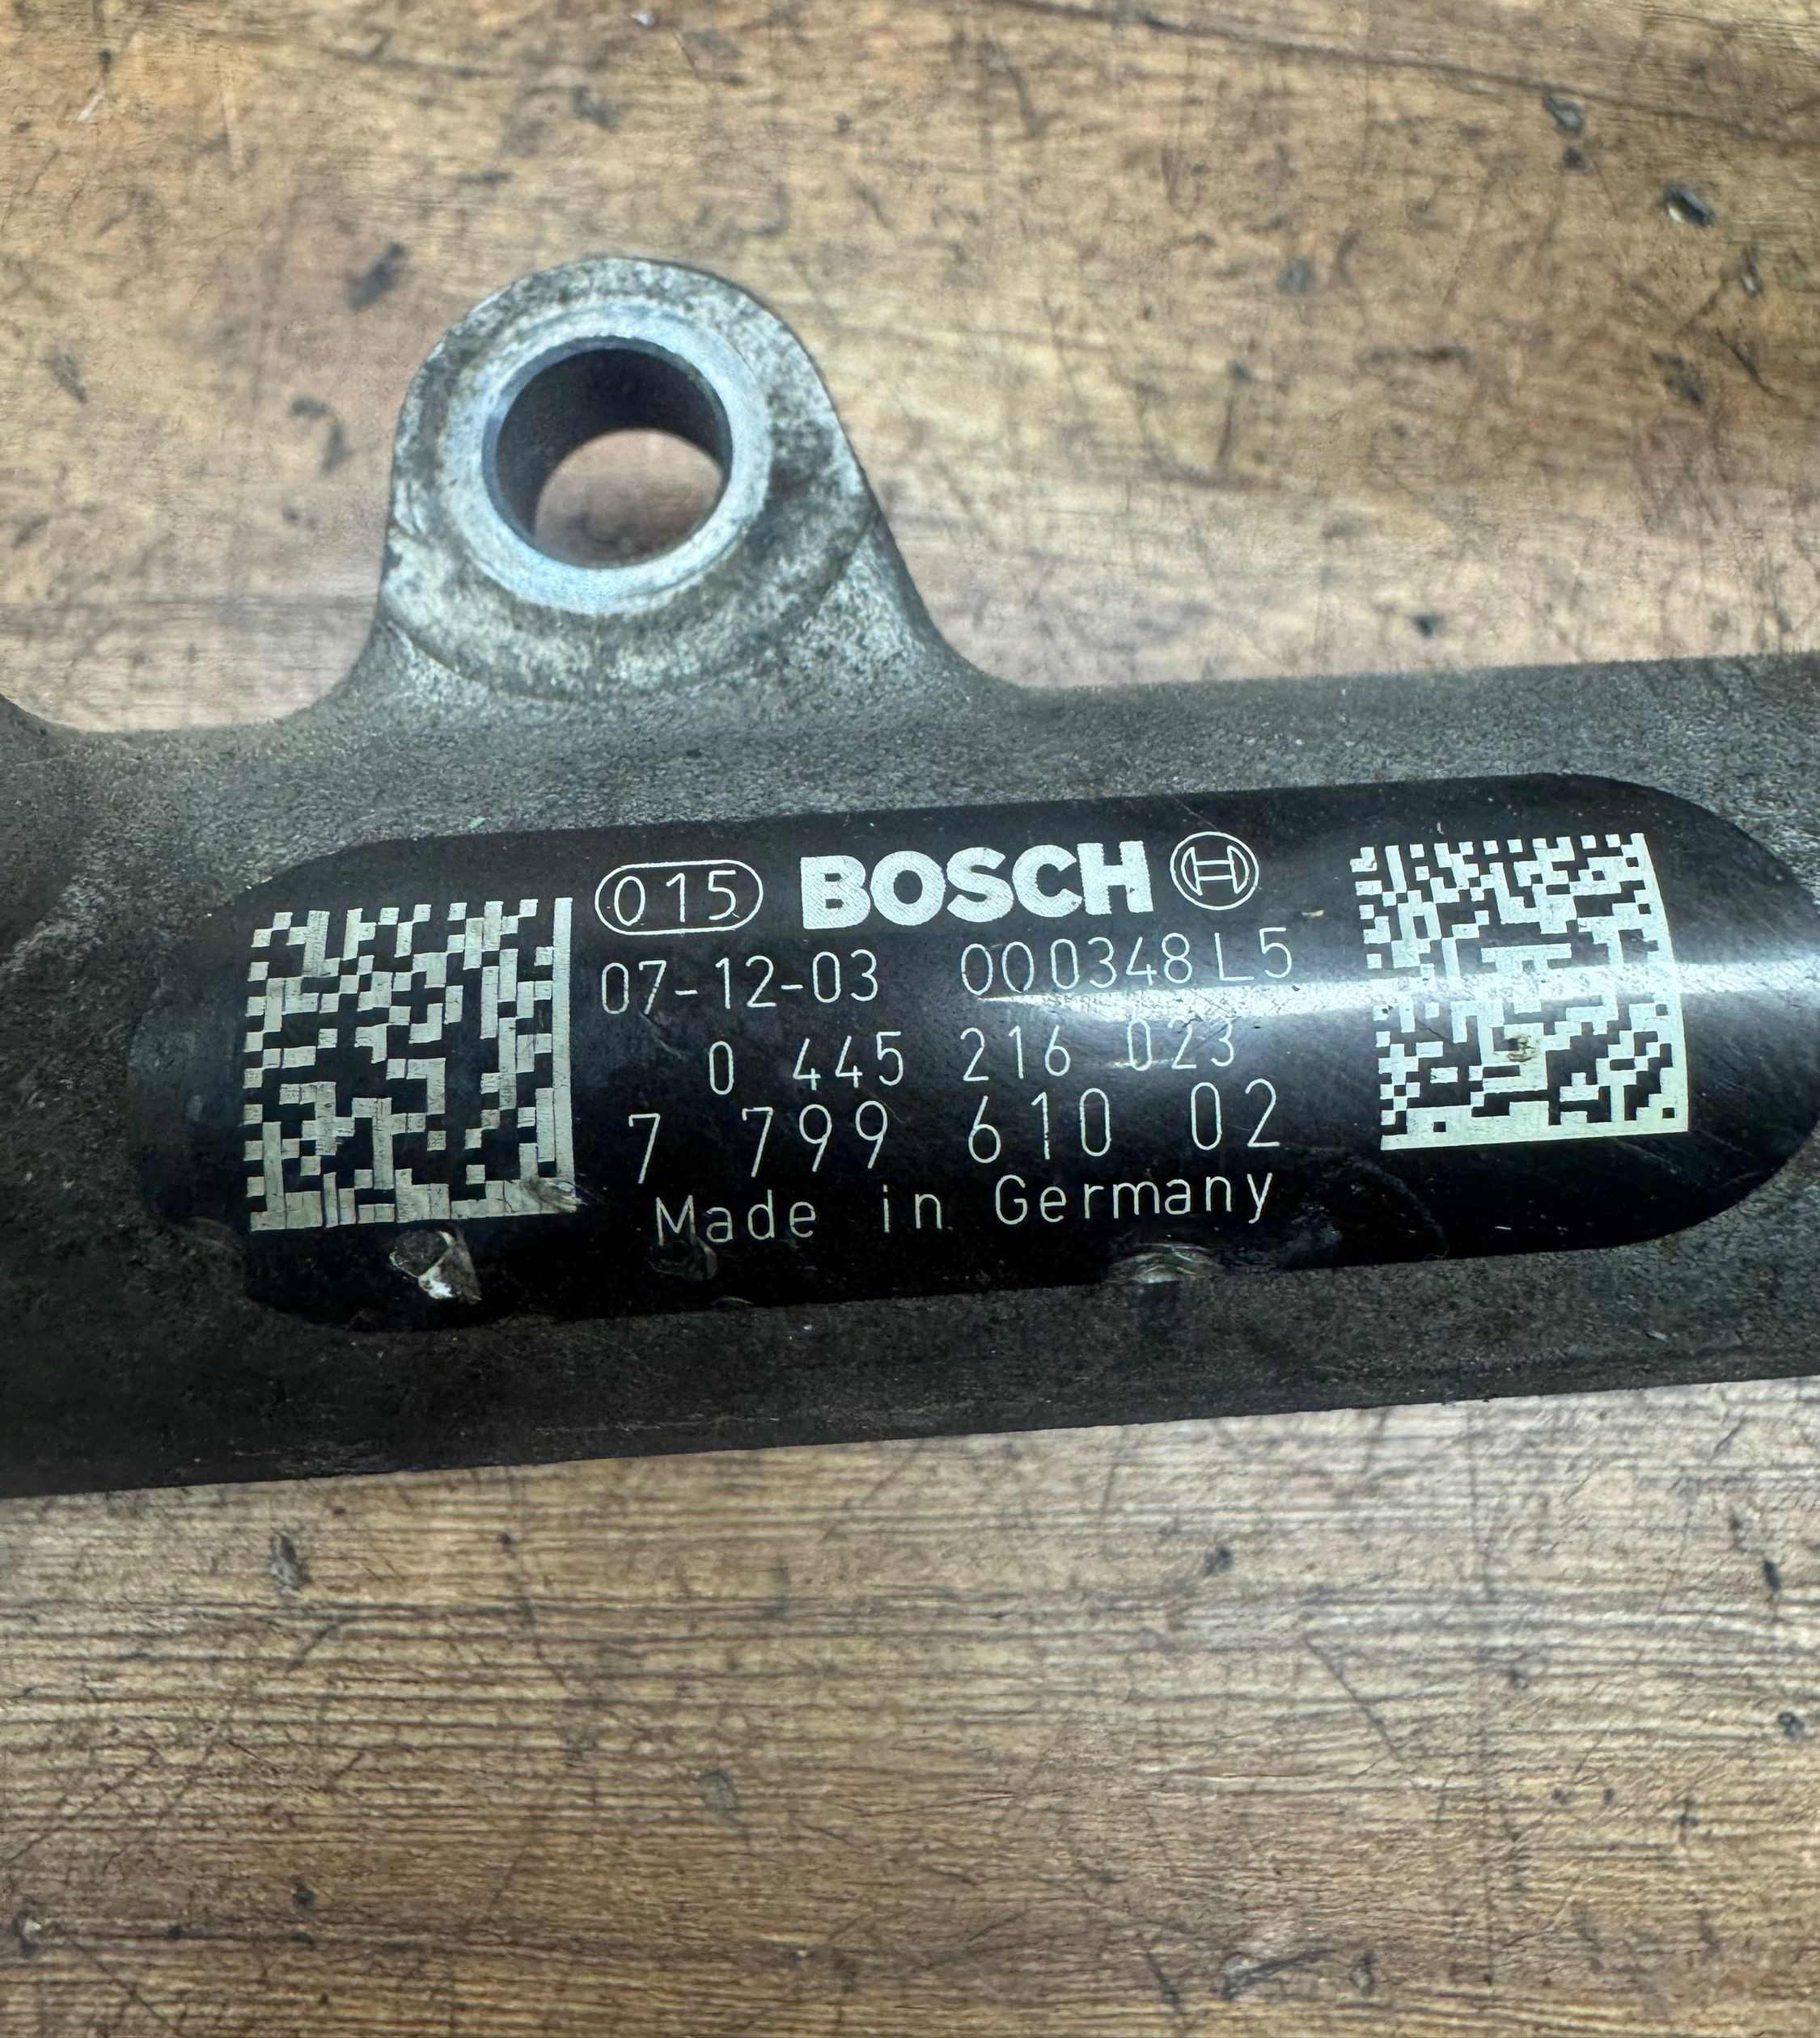 015 BOSCH
07-12-03 000348 L5
0 445 216 023
7 799 610 02
Made in Germany